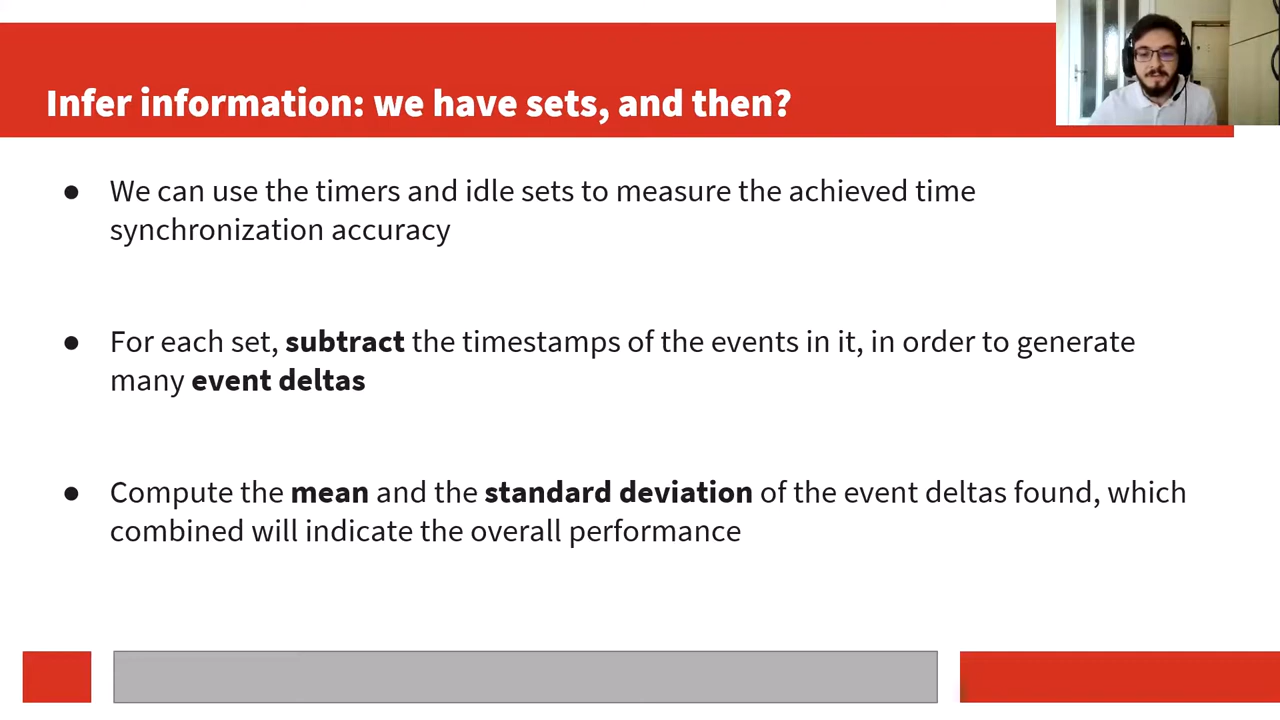 Infer information: we have sets, and then?
● We can use the timers and idle sets to measure the achieved time
synchronization accuracy
● For each set, subtract the timestamps of the events in it, in order to generate
many event deltas
● Compute the mean and the standard deviation of the event deltas found, which
combined will indicate the overall performance